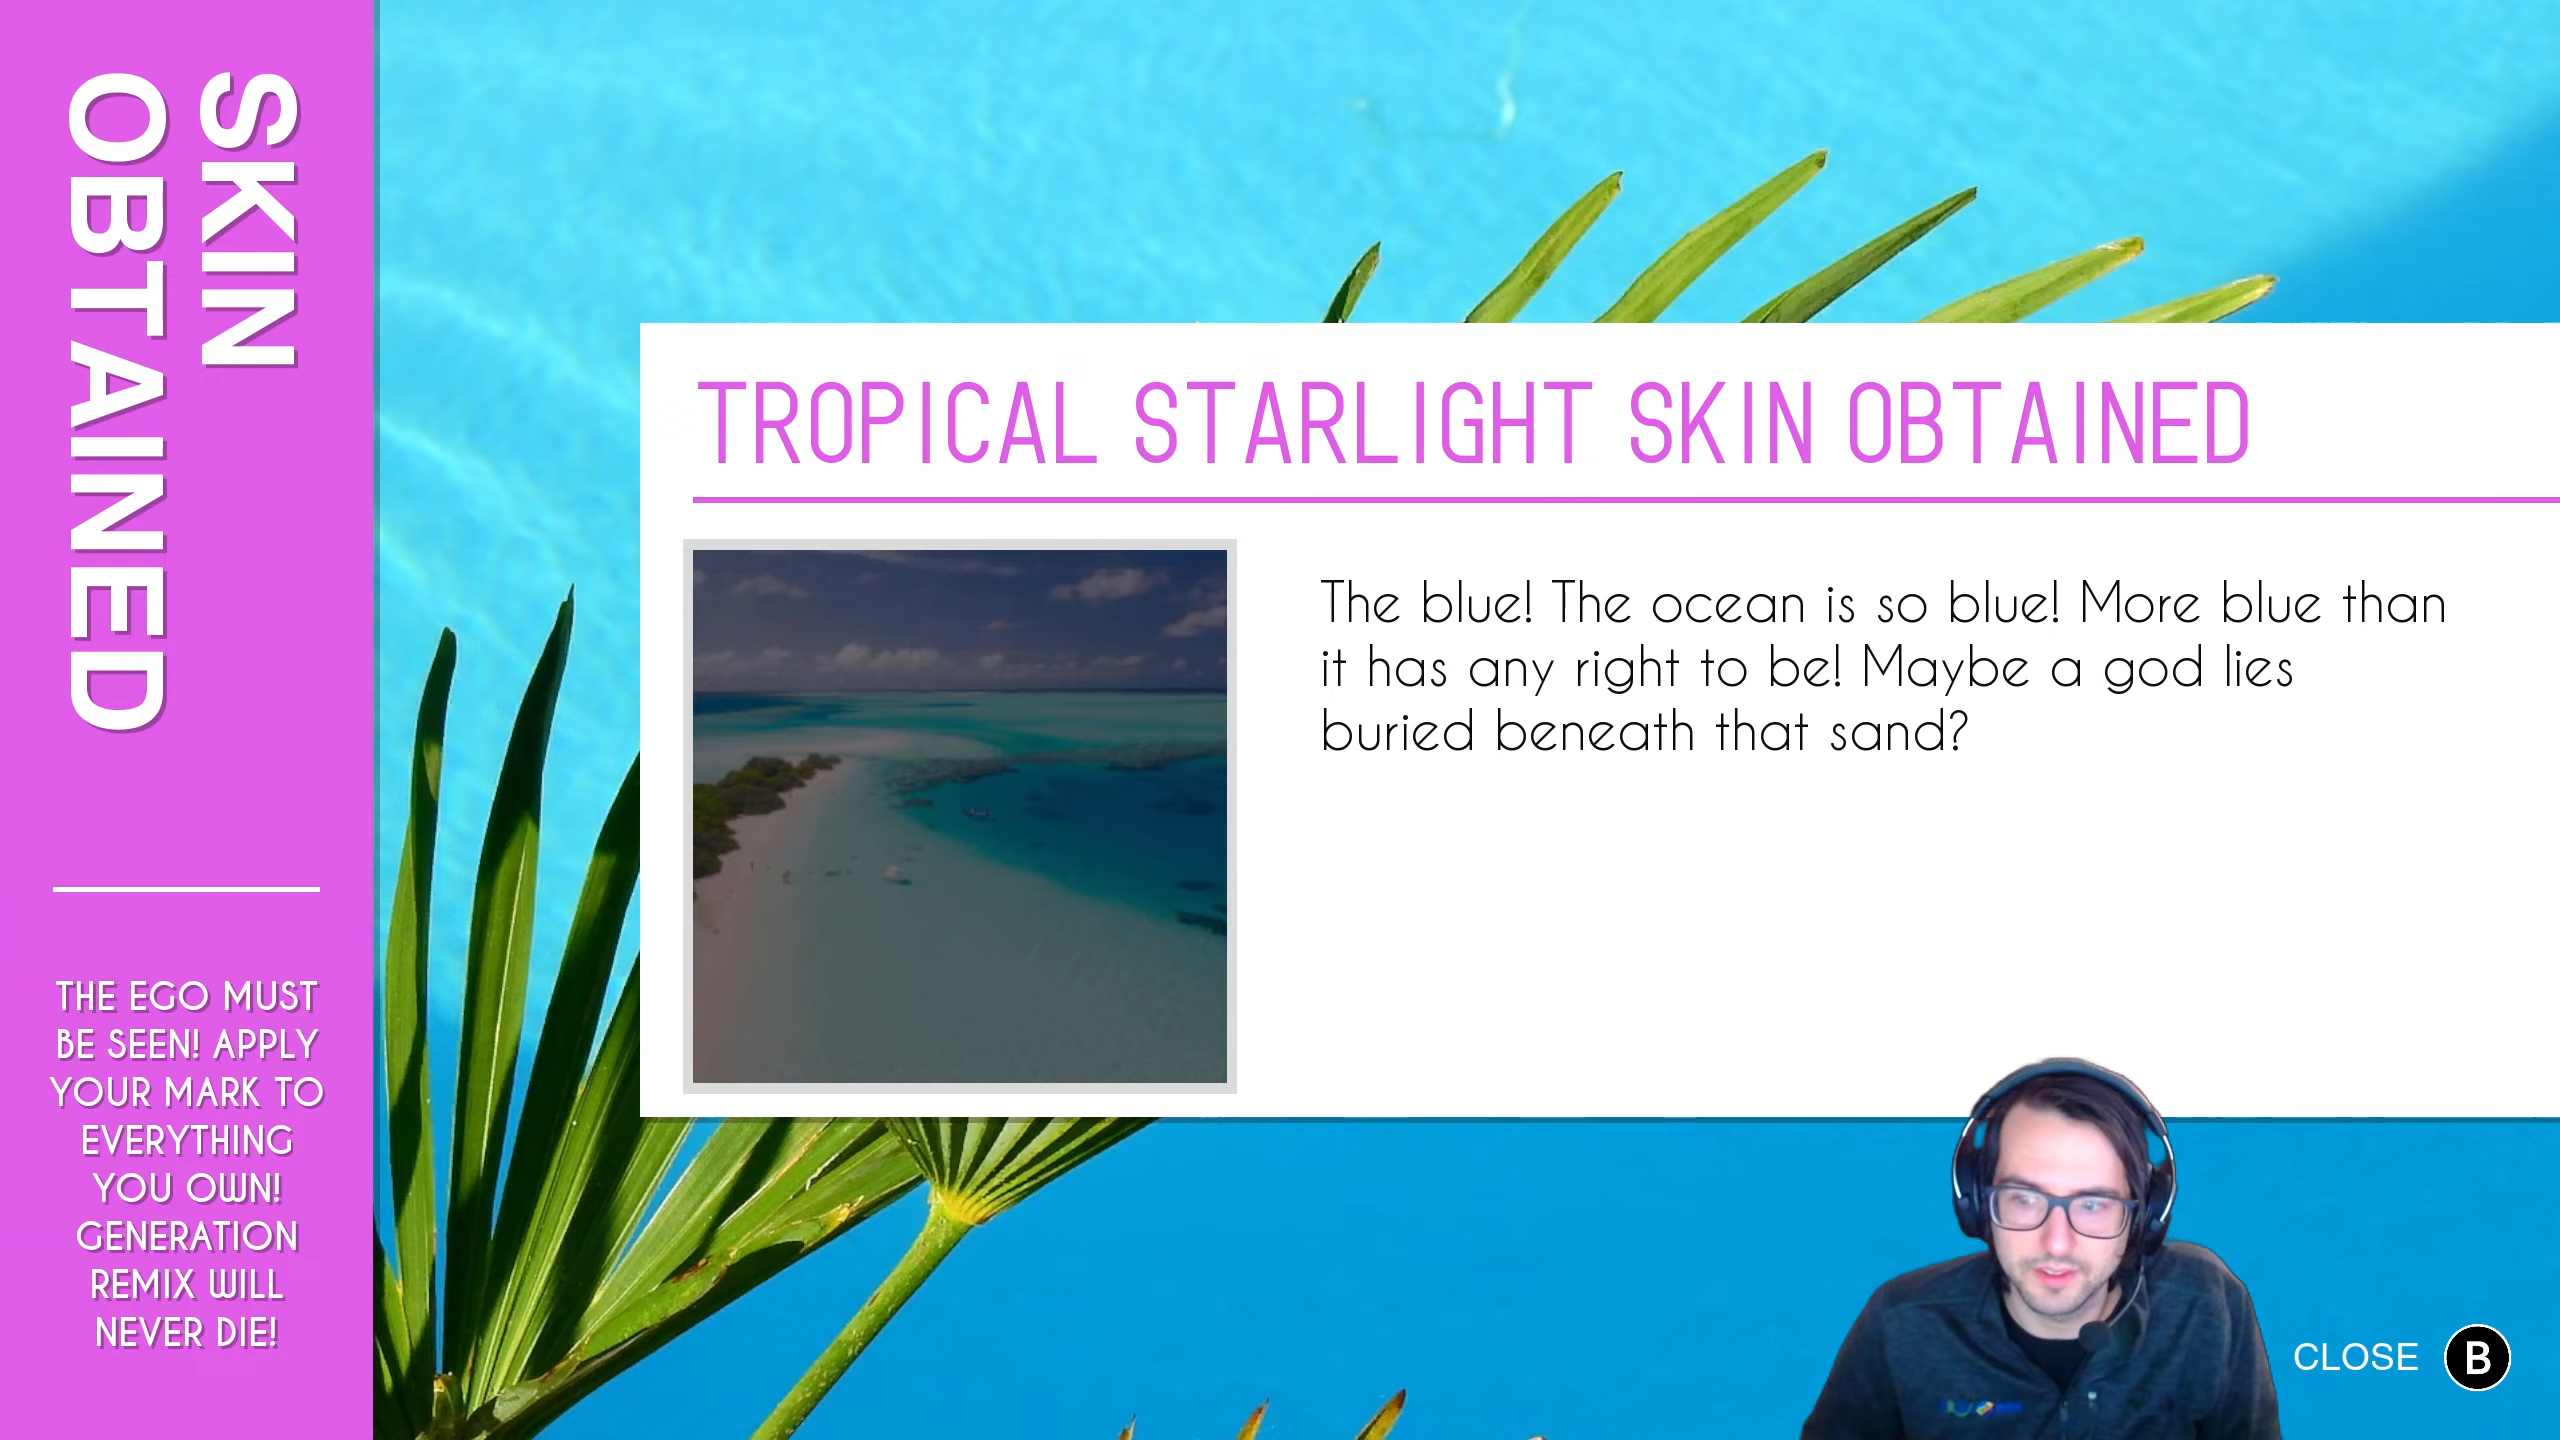 SKIN
OBTAINED
THE EGO MUST
BE SEEN! APPLY
YOUR MARK TO
EVERYTHING
YOU OWN!
GENERATION
REMIX WILL
NEVER DIE!
TROPICAL STARLIGHT SKIN OBTAINED
The blue! The ocean is so blue! More blue than
it has any right to be! Maybe a god lies
buried beneath that sand?
CLOSE B